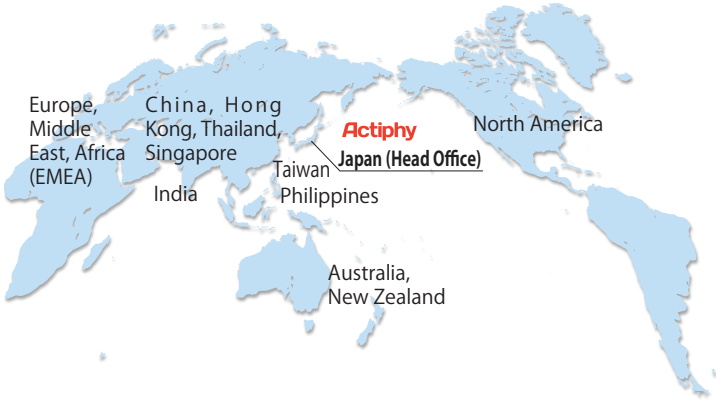 Europe,
Middle
East, Africa
(EMEA)
China, Hong
Kong, Thailand,
Singapore
India
Taiwan
Philippines
Actiphy
Japan (Head Office)
North America
Australia,
New Zealand